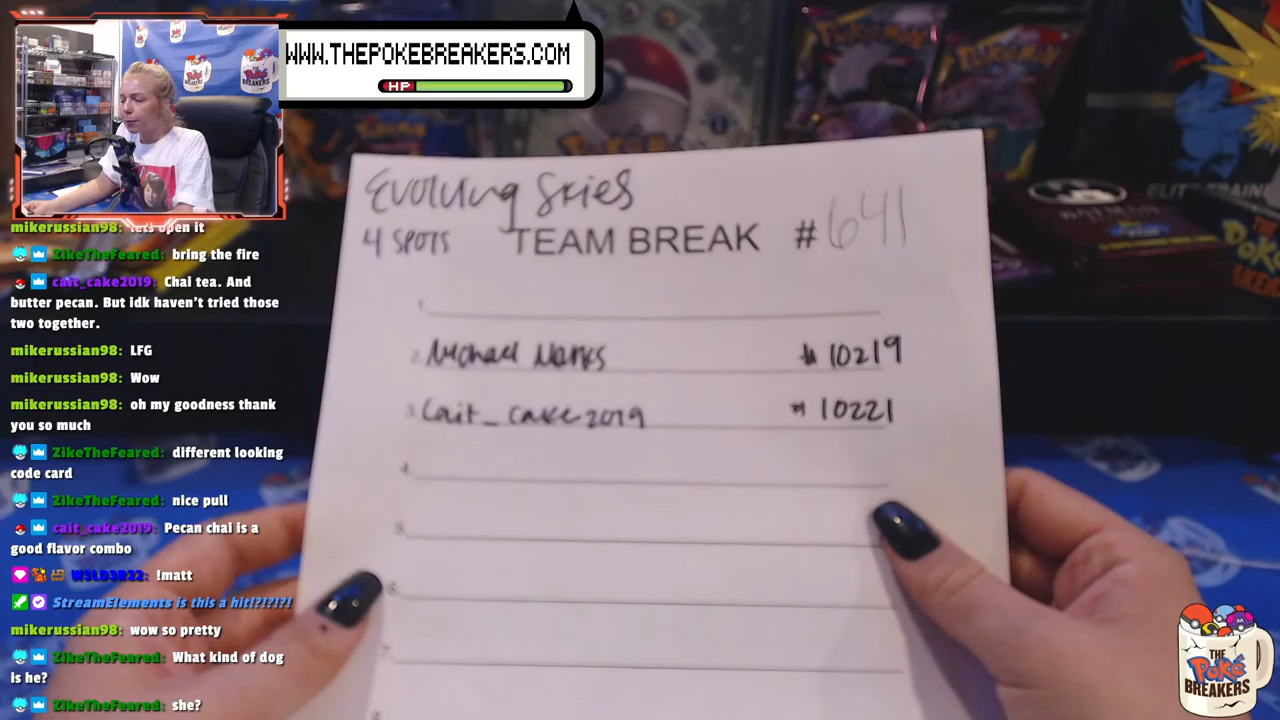 WWW.THEPOKEBREAKERS.COM
HP
Evolving Skies
4 SPOTS TEAM BREAK #641
1.
2. Michael Marks # 10219
3. Cait_cake2019 # 10221
4.
5.
6.
7.
8.
mikerussian98: lets open it
ZikeTheFeared: bring the fire
cait_cake2019: Chai tea. And
butter pecan. But idk haven't tried those
two together.
mikerussian98: LFG
mikerussian98: Wow
mikerussian98: oh my goodness thank
you so much
ZikeTheFeared: different looking
code card
ZikeTheFeared: nice pull
cait_cake2019: Pecan chai is a
good flavor combo
W3LD3R22: !matt
StreamElements is this a hit!?!?!?!
mikerussian98: wow so pretty
ZikeTheFeared: What kind of dog
is he?
ZikeTheFeared: she?
THE
Poké
BREAKERS